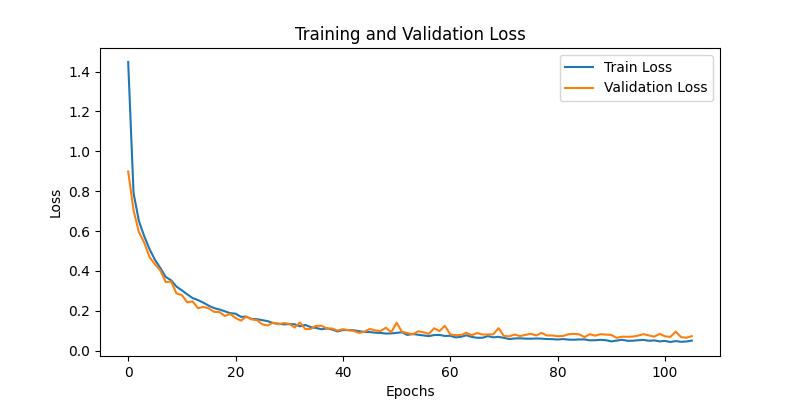 Training and Validation Loss
Train Loss
Validation Loss
Loss
1.4
1.2
1.0
0.8
0.6
0.4
0.2
0.0
0 20 40 60 80 100
Epochs